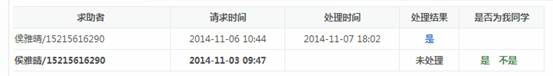 求助者 请求时间 处理时间 处理结果 是否为我同学
侯雅晴/15215616290 2014-11-06 10:44 2014-11-07 18:02 是
侯雅晴/15215616290 2014-11-03 09:47 未处理 是 不是